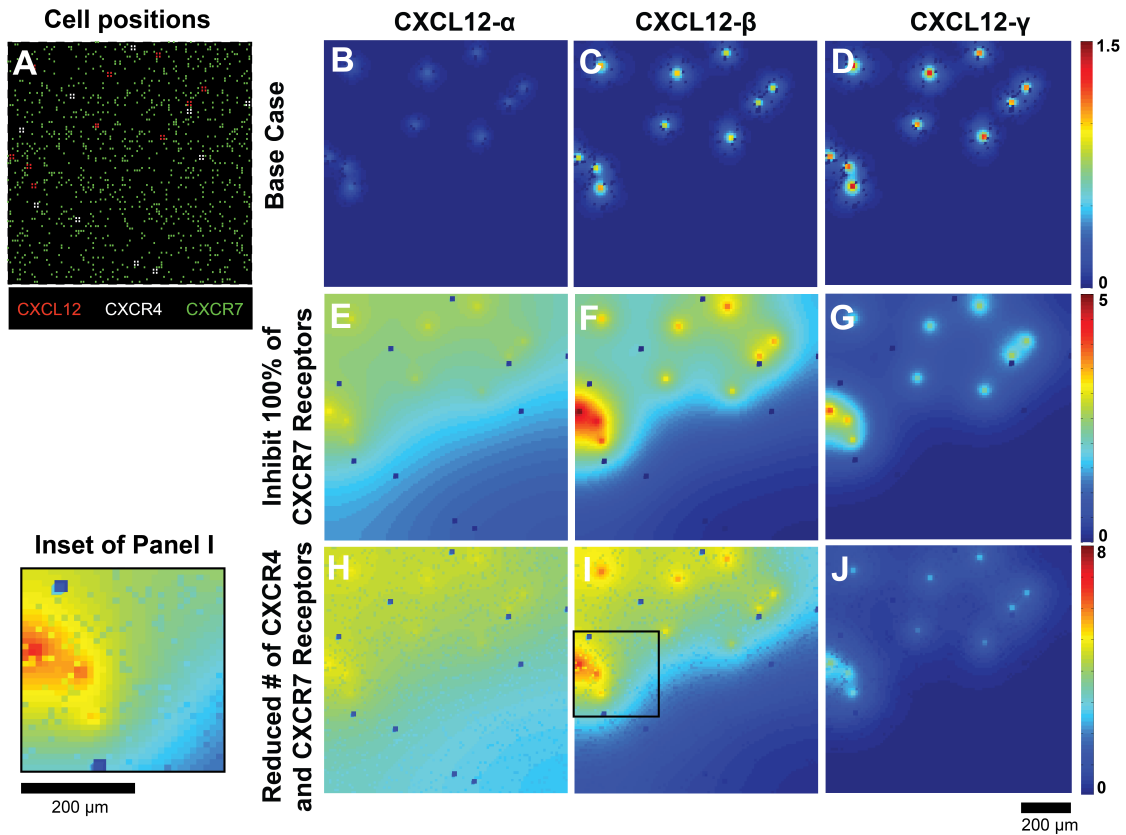 Cell positions
CXCL12-α
CXCL12-β
CXCL12-γ
A
CXCL12 CXCR4 CXCR7
Base Case
B
C
D
1.5
0
Inhibit 100% of
CXCR7 Receptors
E
F
G
5
0
Inset of Panel I
200 µm
Reduced # of CXCR4
and CXCR7 Receptors
H
I
J
8
0
200 µm